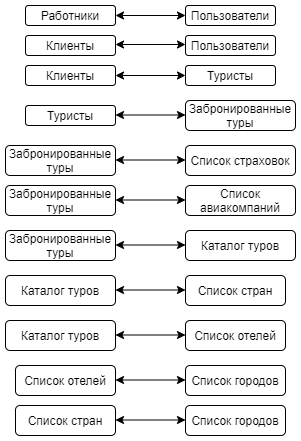 Работники Пользователи
Клиенты Пользователи
Клиенты Туристы
Туристы Забронированные
туры
Забронированные
туры Список страховок
Забронированные
туры Список
авиакомпаний
Забронированные
туры Каталог туров
Каталог туров Список стран
Каталог туров Список отелей
Список отелей Список городов
Список стран Список городов